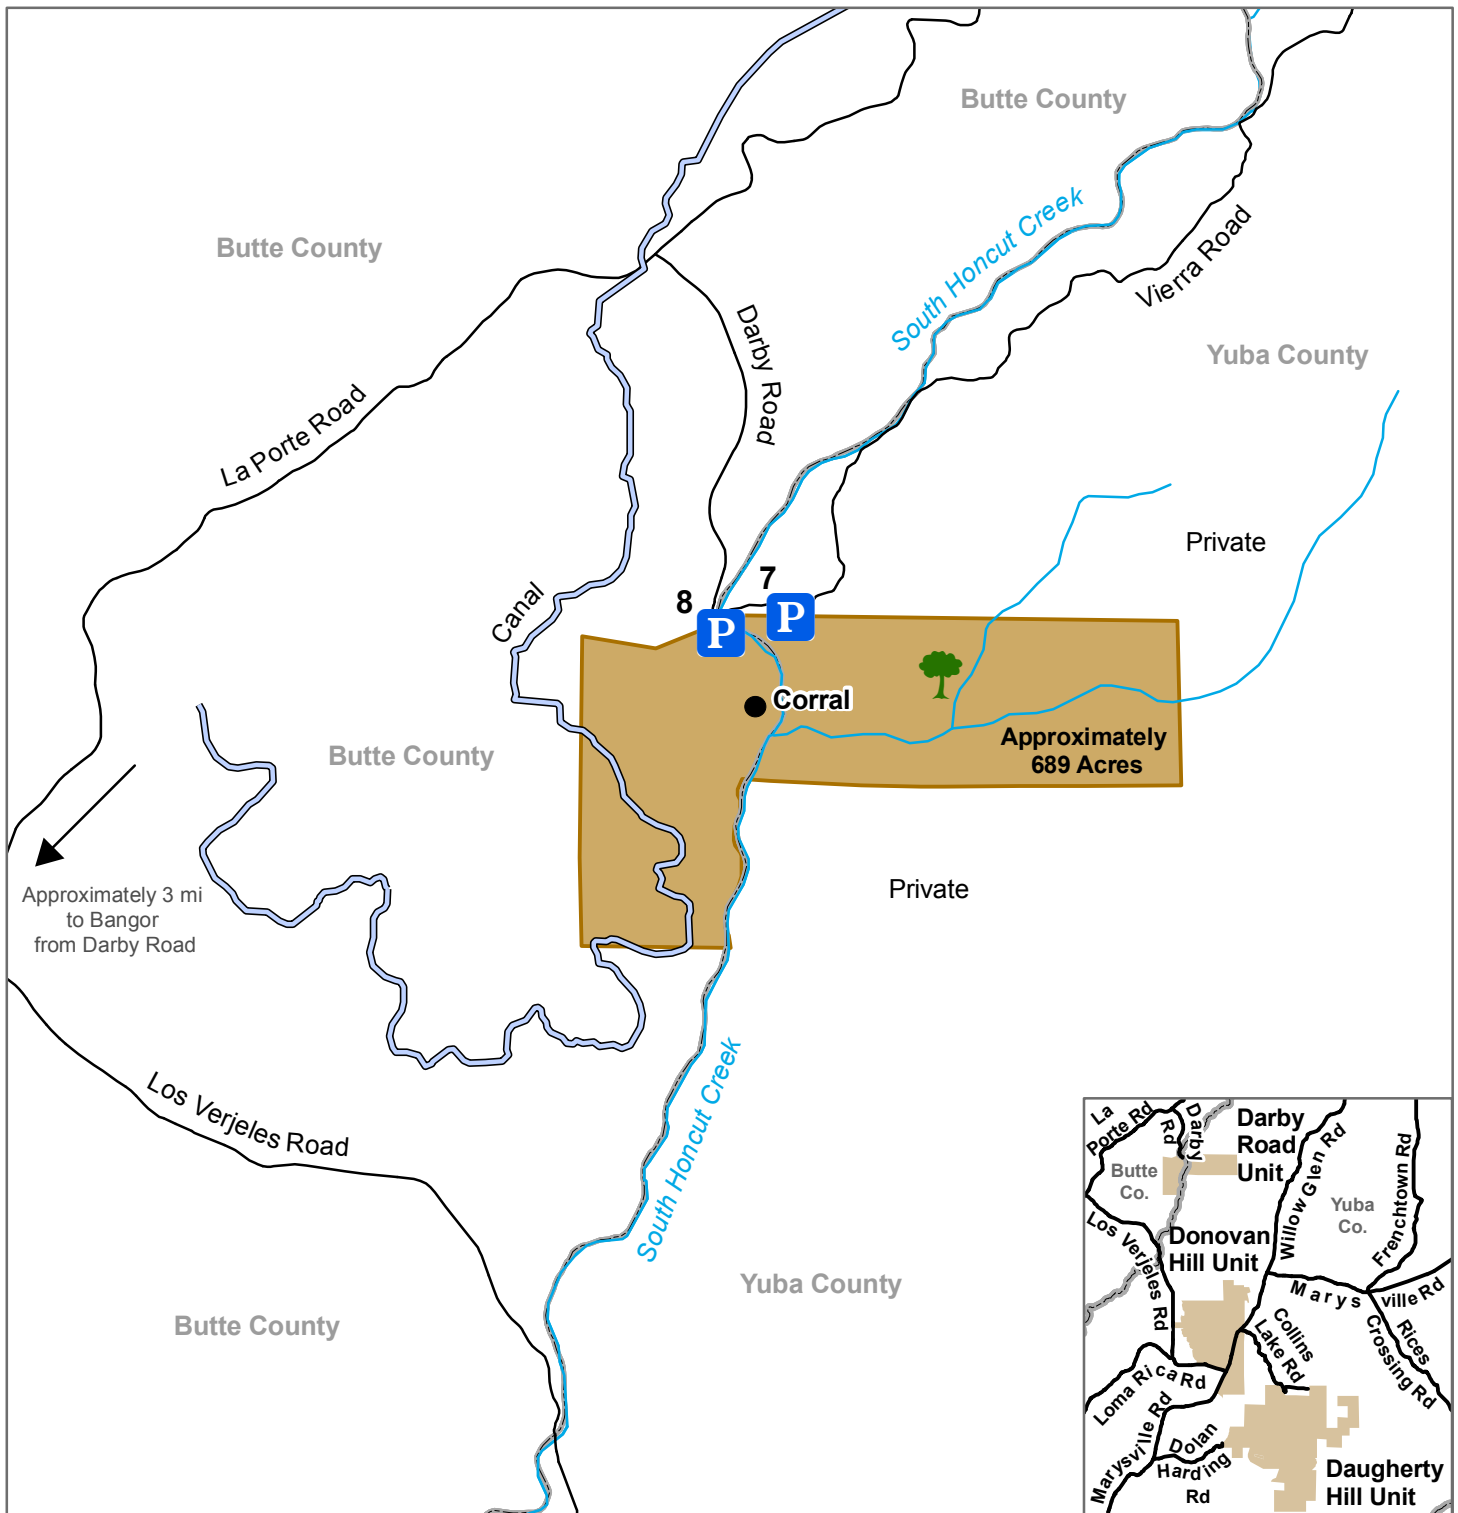 Butte County
South Honcut Creek
Vierra Road
Butte County
Darby Road
Yuba County
La Porte Road
Private
Canal
8
7
P
P
Corral
Approximately
689 Acres
Butte County
Approximately 3 mi
to Bangor
from Darby Road
Private
Los Verjeles Road
South Honcut Creek
Yuba County
Butte County
La
Porte Rd
Darby
Rd
Darby
Road
Unit
Butte
Co.
Willow Glen Rd
Frenchtown Rd
Yuba
Co.
Los Verjeles Rd
Donovan
Hill Unit
Marys
ville Rd
Collins
Lake Rd
Rices
Crossing Rd
Loma Rica Rd
Marysville Rd
Dolan
Harding
Rd
Daugherty
Hill Unit